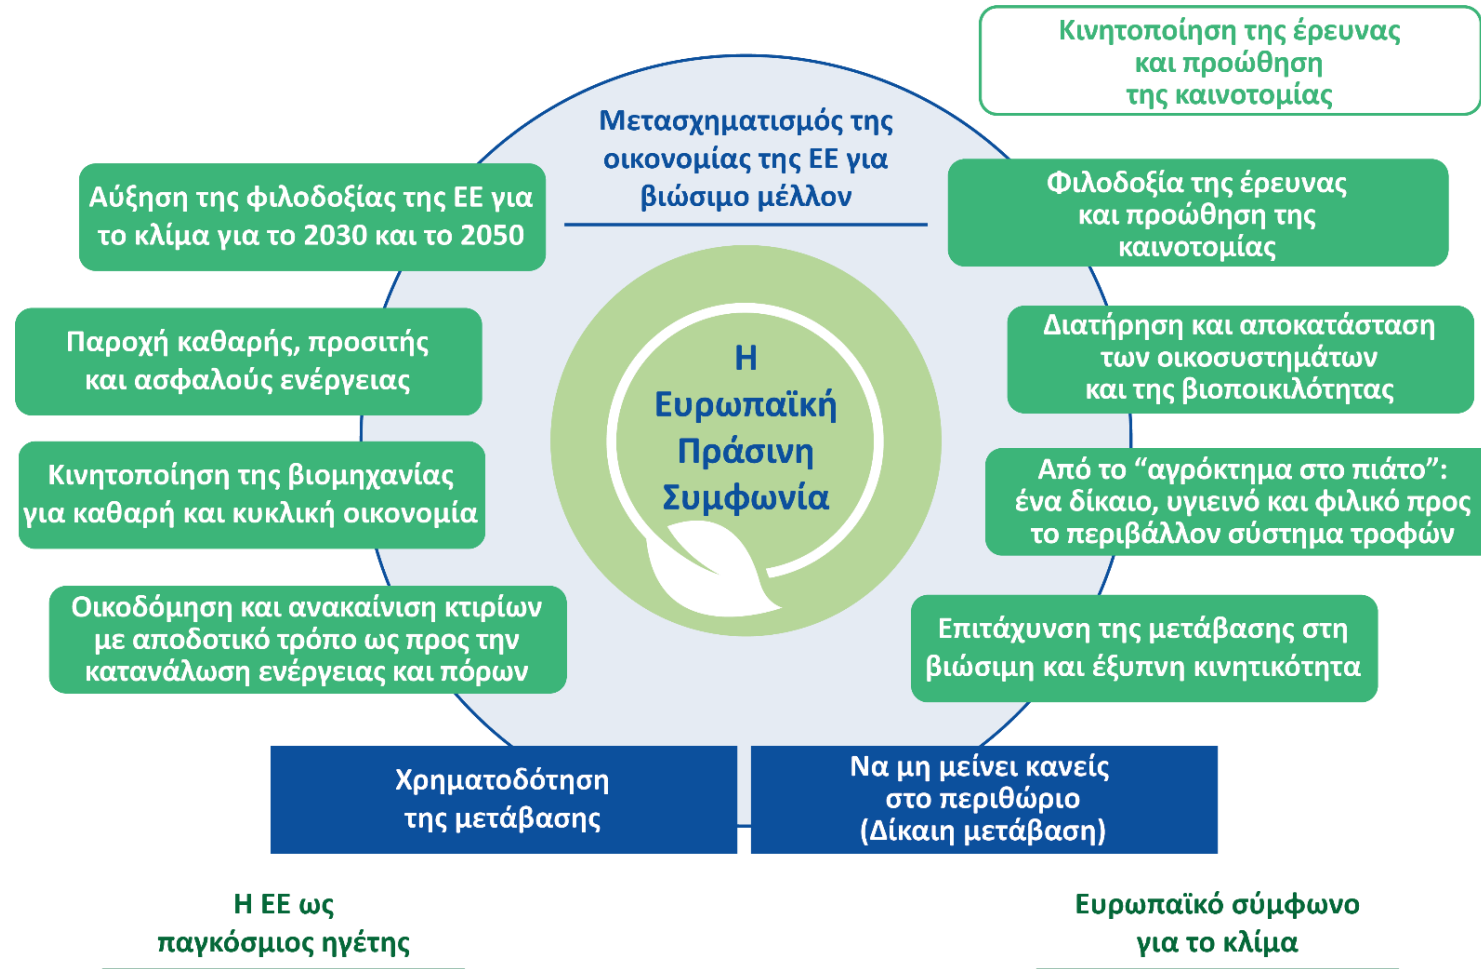 Κινητοποίηση της έρευνας
και προώθηση
της καινοτομίας
Μετασχηματισμός της
οικονομίας της ΕΕ για
βιώσιμο μέλλον
Αύξηση της φιλοδοξίας της ΕΕ για
το κλίμα για το 2030 και το 2050
Φιλοδοξία της έρευνας
και προώθηση της
καινοτομίας
Παροχή καθαρής, προσιτής
και ασφαλούς ενέργειας
Διατήρηση και αποκατάσταση
των οικοσυστημάτων
και της βιοποικιλότητας
Η
Ευρωπαϊκή
Πράσινη
Συμφωνία
Κινητοποίηση της βιομηχανίας
για καθαρή και κυκλική οικονομία
Από το “αγρόκτημα στο πιάτο”:
ένα δίκαιο, υγιεινό και φιλικό προς
το περιβάλλον σύστημα τροφών
Οικοδόμηση και ανακαίνιση κτιρίων
με αποδοτικό τρόπο ως προς την
κατανάλωση ενέργειας και πόρων
Επιτάχυνση της μετάβασης στη
βιώσιμη και έξυπνη κινητικότητα
Χρηματοδότηση
της μετάβασης
Να μη μείνει κανείς
στο περιθώριο
(Δίκαιη μετάβαση)
Η ΕΕ ως
παγκόσμιος ηγέτης
Ευρωπαϊκό σύμφωνο
για το κλίμα